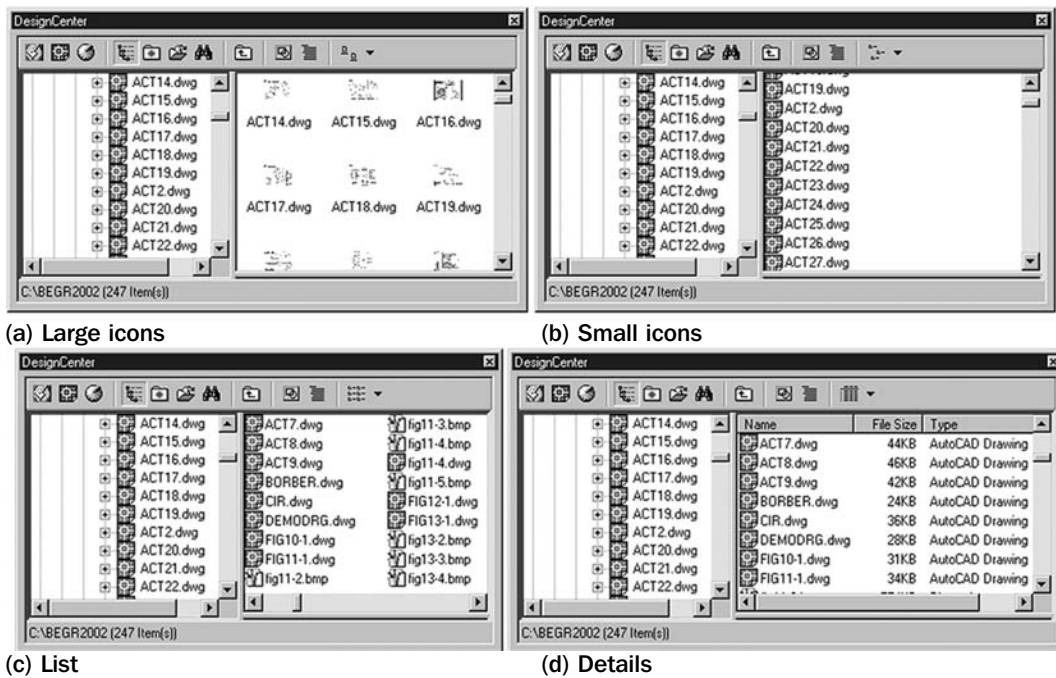 DesignCenter
ACT14.dwg
ACT15.dwg
ACT16.dwg
ACT17.dwg
ACT18.dwg
ACT19.dwg
ACT2.dwg
ACT20.dwg
ACT21.dwg
ACT22.dwg
ACT14.dwg ACT15.dwg ACT16.dwg
ACT17.dwg ACT18.dwg ACT19.dwg
C:\BEGR2002 (247 Item(s))
(a) Large icons
DesignCenter
ACT14.dwg
ACT15.dwg
ACT16.dwg
ACT17.dwg
ACT18.dwg
ACT19.dwg
ACT2.dwg
ACT20.dwg
ACT21.dwg
ACT22.dwg
ACT19.dwg
ACT2.dwg
ACT20.dwg
ACT21.dwg
ACT22.dwg
ACT23.dwg
ACT24.dwg
ACT25.dwg
ACT26.dwg
ACT27.dwg
C:\BEGR2002 (247 Item(s))
(b) Small icons
DesignCenter
ACT14.dwg
ACT15.dwg
ACT16.dwg
ACT17.dwg
ACT18.dwg
ACT19.dwg
ACT2.dwg
ACT20.dwg
ACT21.dwg
ACT22.dwg
ACT7.dwg
ACT8.dwg
ACT9.dwg
BORBER.dwg
CIR.dwg
DEMODRG.dwg
FIG10-1.dwg
FIG11-1.dwg
fig11-2.bmp
fig11-3.bmp
fig11-4.bmp
fig11-4.dwg
fig11-5.bmp
FIG12-1.dwg
FIG13-1.dwg
fig13-2.bmp
fig13-3.bmp
fig13-4.bmp
C:\BEGR2002 (247 Item(s))
(c) List
DesignCenter
ACT14.dwg
ACT15.dwg
ACT16.dwg
ACT17.dwg
ACT18.dwg
ACT19.dwg
ACT2.dwg
ACT20.dwg
ACT21.dwg
ACT22.dwg
Name File Size Type
ACT7.dwg 44KB AutoCAD Drawing
ACT8.dwg 46KB AutoCAD Drawing
ACT9.dwg 42KB AutoCAD Drawing
BORBER.dwg 24KB AutoCAD Drawing
CIR.dwg 36KB AutoCAD Drawing
DEMODRG.dwg 28KB AutoCAD Drawing
FIG10-1.dwg 31KB AutoCAD Drawing
FIG11-1.dwg 34KB AutoCAD Drawing
C:\BEGR2002 (247 Item(s))
(d) Details